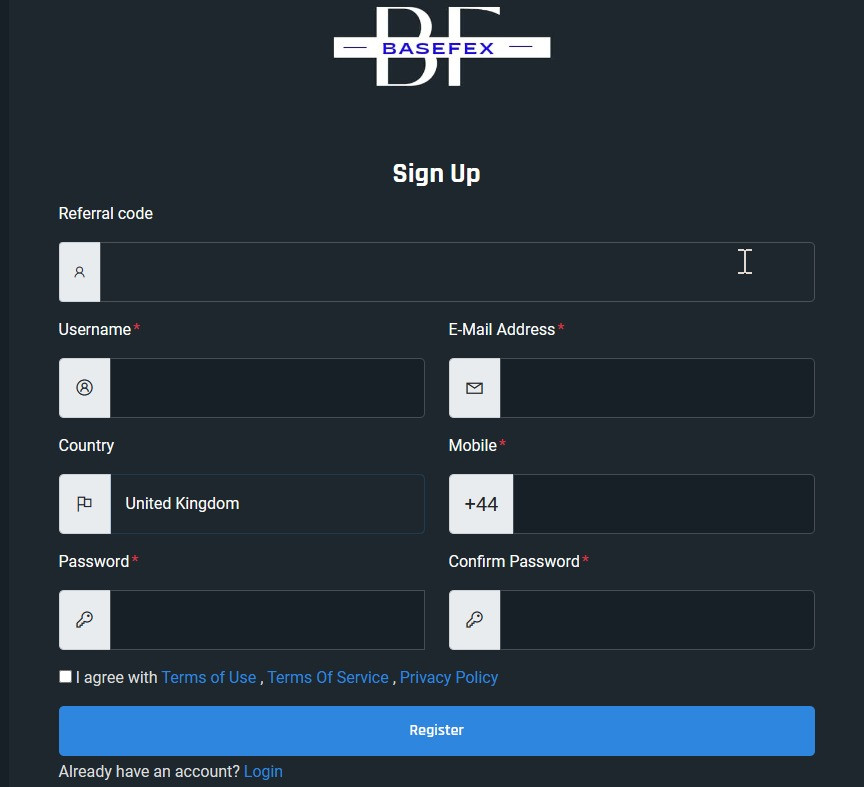 BF
BASEFEX
Sign Up
Referral code
Username* E-Mail Address*
Country Mobile*
United Kingdom +44
Password* Confirm Password*
I agree with Terms of Use , Terms Of Service , Privacy Policy
Register
Already have an account? Login